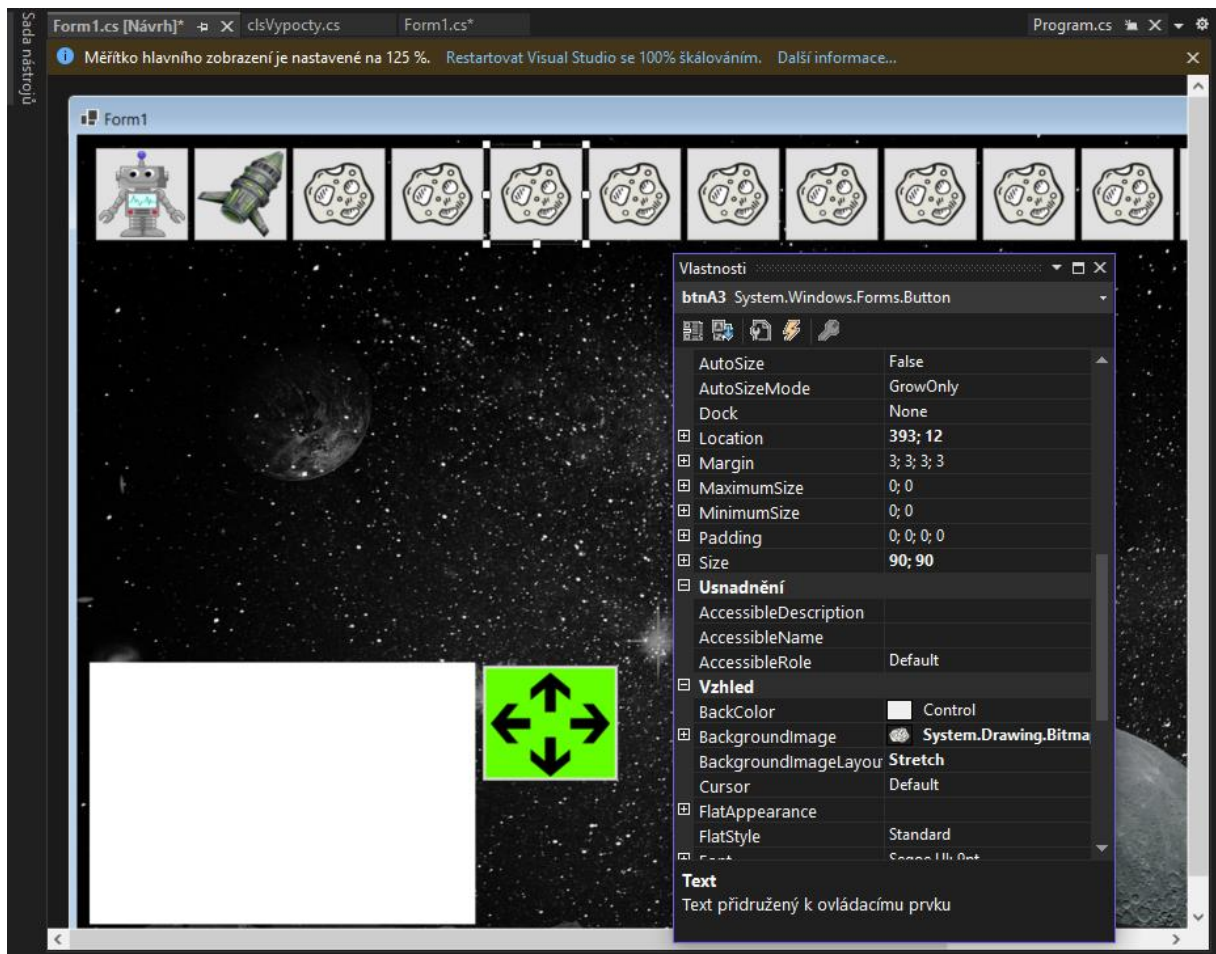 Sada nástrojů
Form1.cs [Návrh]* clsVypocty.cs Form1.cs* Program.cs
Měřítko hlavního zobrazení je nastavené na 125 %. Restartovat Visual Studio se 100% škálováním. Další informace...
Form1
Vlastnosti
btnA3 System.Windows.Forms.Button
AutoSize False
AutoSizeMode GrowOnly
Dock None
Location 393; 12
Margin 3; 3; 3; 3
MaximumSize 0; 0
MinimumSize 0; 0
Padding 0; 0; 0; 0
Size 90; 90
Usnadnění
AccessibleDescription
AccessibleName
AccessibleRole Default
Vzhled
BackColor Control
BackgroundImage System.Drawing.Bitma
BackgroundImageLayou Stretch
Cursor Default
FlatAppearance
FlatStyle Standard
Font Segoe UI; 9pt
Text
Text přidružený k ovládacímu prvku